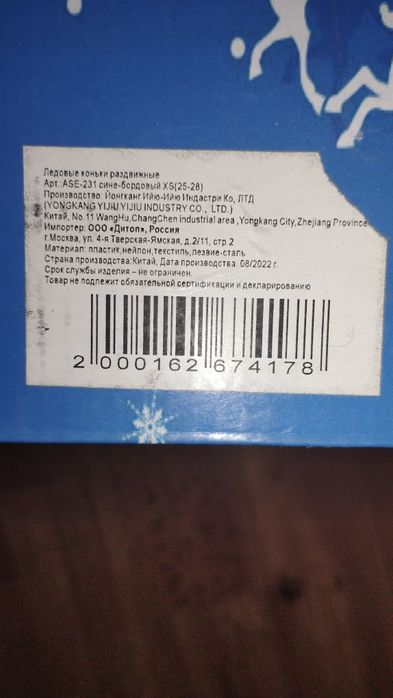 Ледовые коньки раздвижные
Арт. ASE-231 сине-бордовый XS(25-28)
Производство: Йонгканг Ийю-Ийю Индастри Ко, ЛТД
(YONGKANG YIJIU YIJIU INDUSTRY CO., LTD.)
Китай, No.11 WangHu,ChangChen industrial area ,Yongkang City,Zhejiang Province
Импортер: ООО «Дитоп», Россия
г Москва, ул. 4-я Тверская-Ямская, д.2/11, стр.2
Материал: пластик,нейлон,текстиль,лезвие-сталь
Страна производства:Китай, Дата производства: 08/2022 г.
Срок службы изделия – не ограничен.
Товар не подлежит обязательной сертификации и декларированию
2 000162 674178